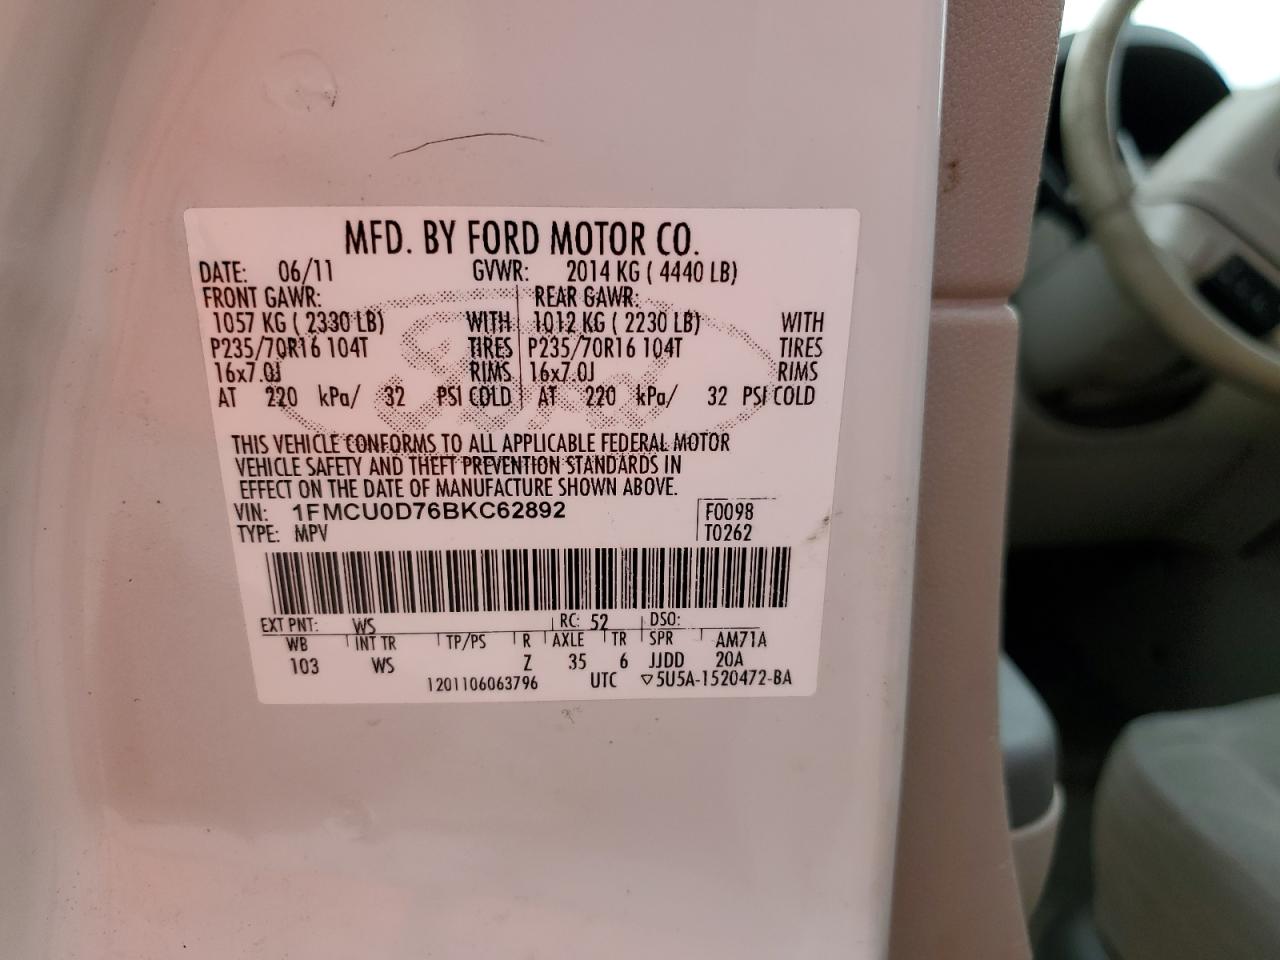 MFD. BY FORD MOTOR CO.
DATE: 06/11 GVWR: 2014 KG ( 4440 LB)
FRONT GAWR: REAR GAWR:
1057 KG ( 2330 LB) WITH 1012 KG ( 2230 LB) WITH
P235/70R16 104T TIRES P235/70R16 104T TIRES
16x7.0J RIMS 16x7.0J RIMS
AT 220 kPa/ 32 PSI COLD AT 220 kPa/ 32 PSI COLD
THIS VEHICLE CONFORMS TO ALL APPLICABLE FEDERAL MOTOR
VEHICLE SAFETY AND THEFT PREVENTION STANDARDS IN
EFFECT ON THE DATE OF MANUFACTURE SHOWN ABOVE.
VIN: 1FMCU0D76BKC62892 F0098
TYPE: MPV T0262
EXT PNT: WS RC: 52 DSO:
WB INT TR TP/PS R AXLE TR SPR AM71A
103 WS Z 35 6 JJDD 20A
1201106063796 UTC ▽5U5A-1520472-BA